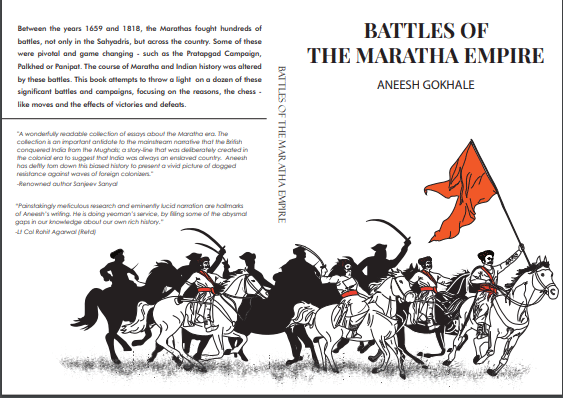 Between the years 1659 and 1818, the Marathas fought hundreds of
battles, not only in the Sahyadris, but across the country. Some of these
were pivotal and game changing - such as the Pratapgad Campaign,
Palkhed or Panipat. The course of Maratha and Indian history was altered
by these battles. This book attempts to throw a light on a dozen of these
significant battles and campaigns, focusing on the reasons, the chess -
like moves and the effects of victories and defeats.
"A wonderfully readable collection of essays about the Maratha era. The
collection is an important antidote to the mainstream narrative that the British
conquered India from the Mughals; a story-line that was deliberately created in
the colonial era to suggest that India was always an enslaved country. Aneesh
has deftly torn this biased history to present a vivid picture of dogged
resistance against waves of foreign colonizers."
-Renowned author Sanjeev Sanyal
"Painstakingly meticulous research and eminently lucid narration are hallmarks
of Aneesh's writing. He is doing yeoman's service, by filling some of the abysmal
gaps in our knowledge about our own rich history."
-Lt Col Rohit Agarwal (Retd)
BATTLES OF THE MARATHA EMPIRE
BATTLES OF
THE MARATHA EMPIRE
ANEESH GOKHALE